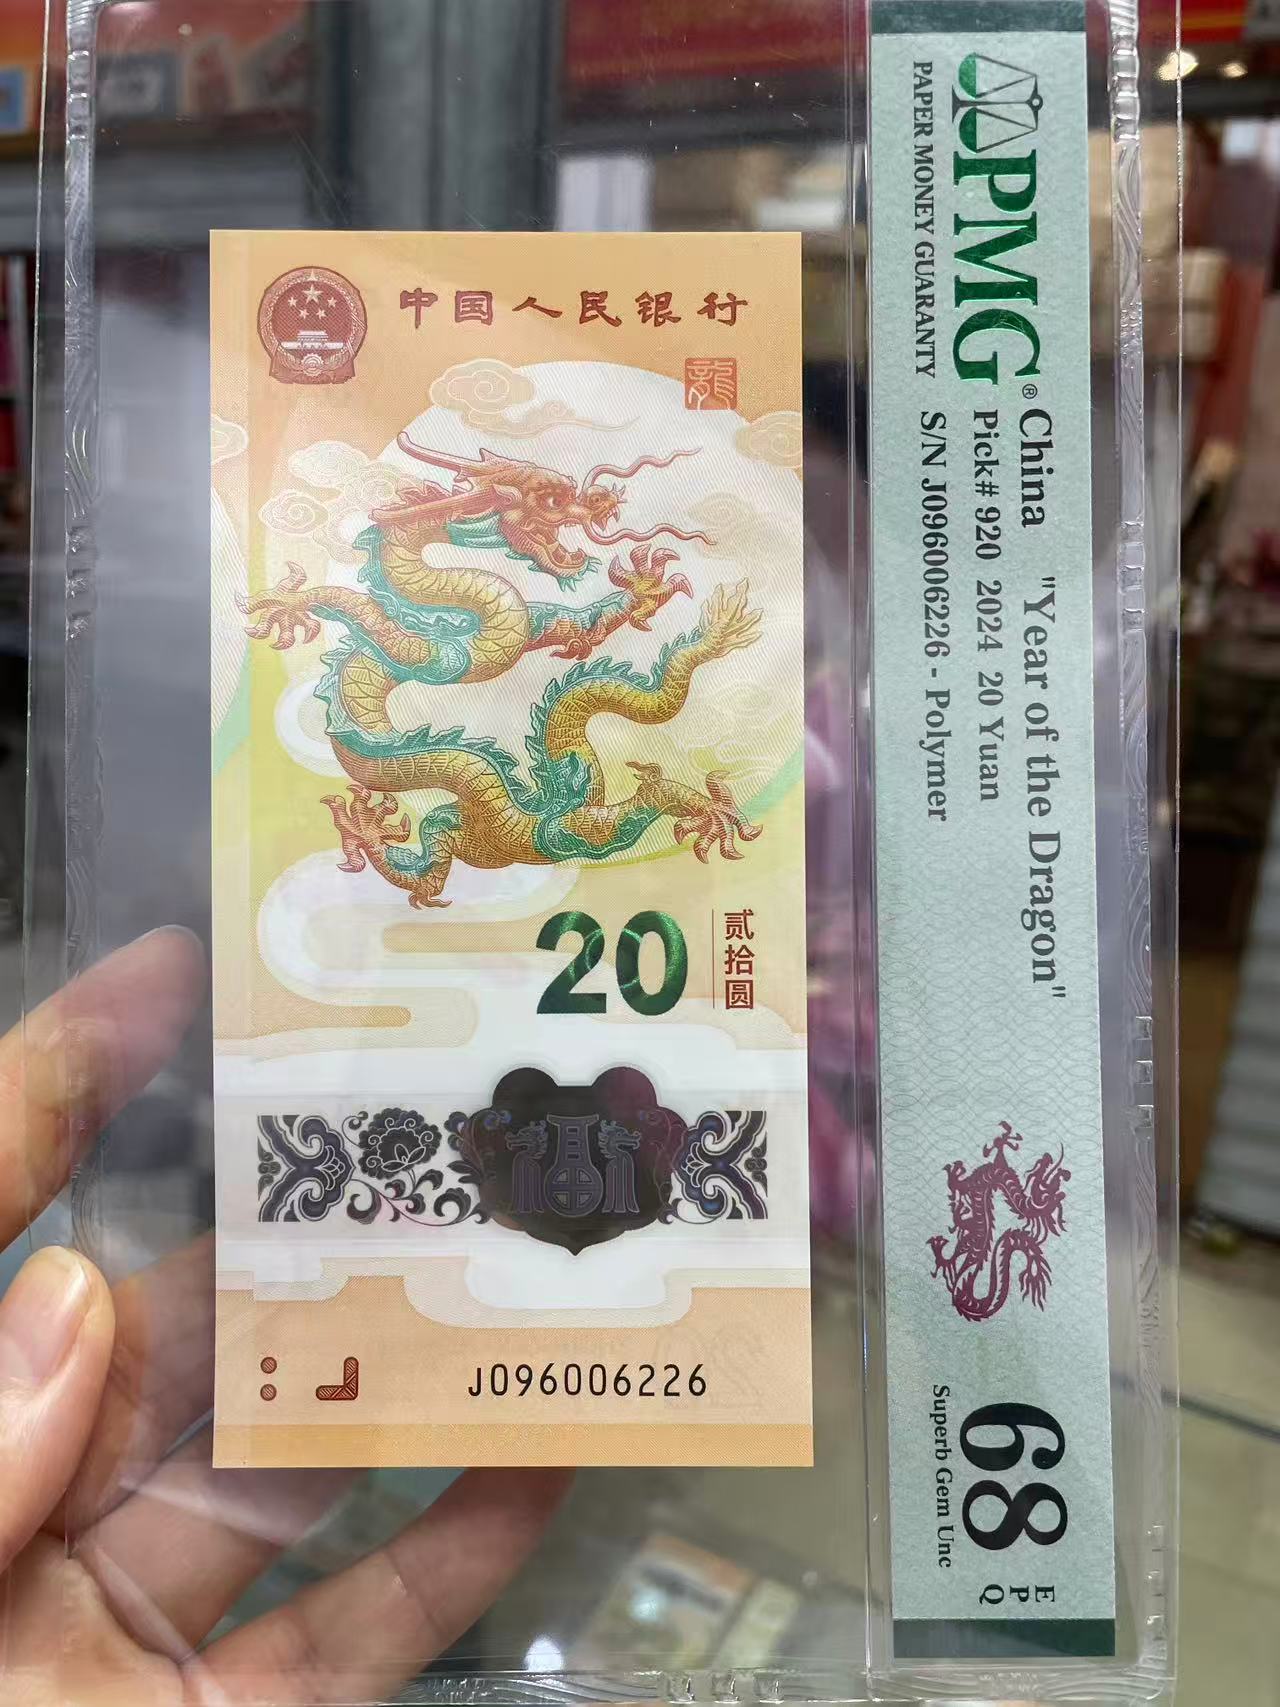 中国人民银行
龍
20
贰拾圆
J096006226
PMG®
PAPER MONEY GUARANTY
China "Year of the Dragon"
Pick# 920 2024 20 Yuan
S/N J096006226 - Polymer
68
EPQ
Superb Gem Unc